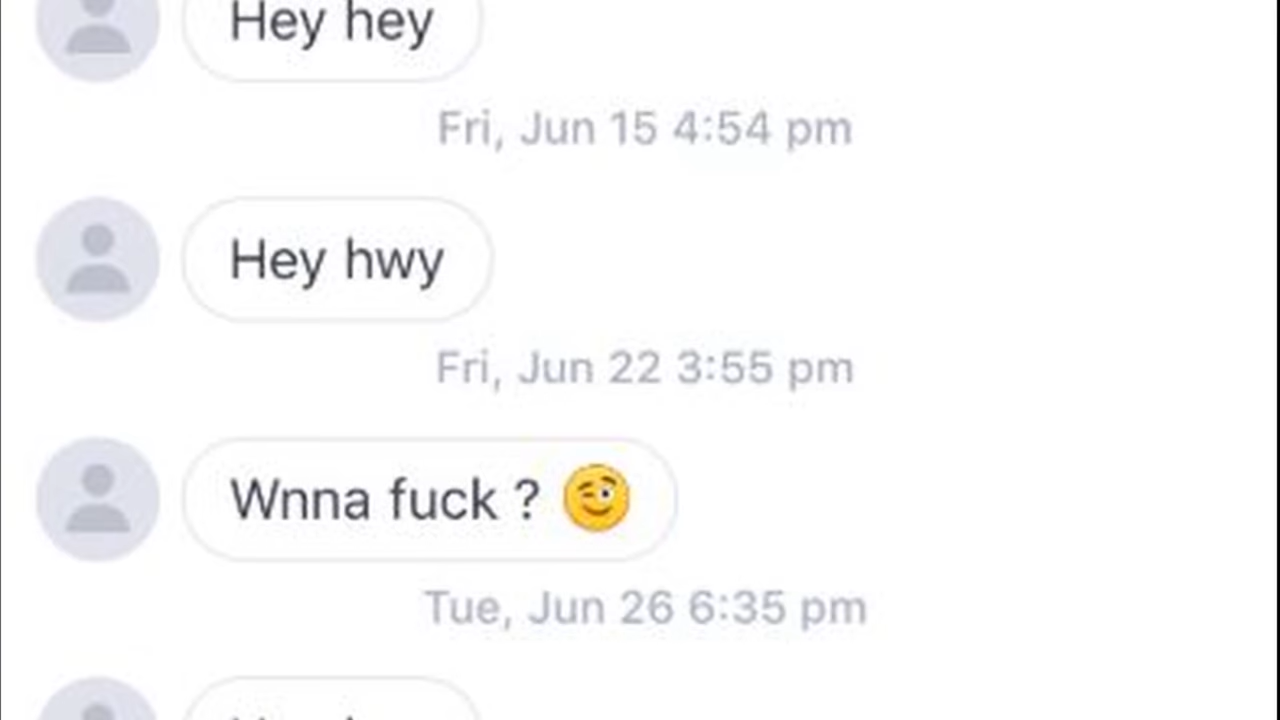 Hey hey
Fri, Jun 15 4:54 pm
Hey hwy
Fri, Jun 22 3:55 pm
Wnna fuck ? 😉
Tue, Jun 26 6:35 pm